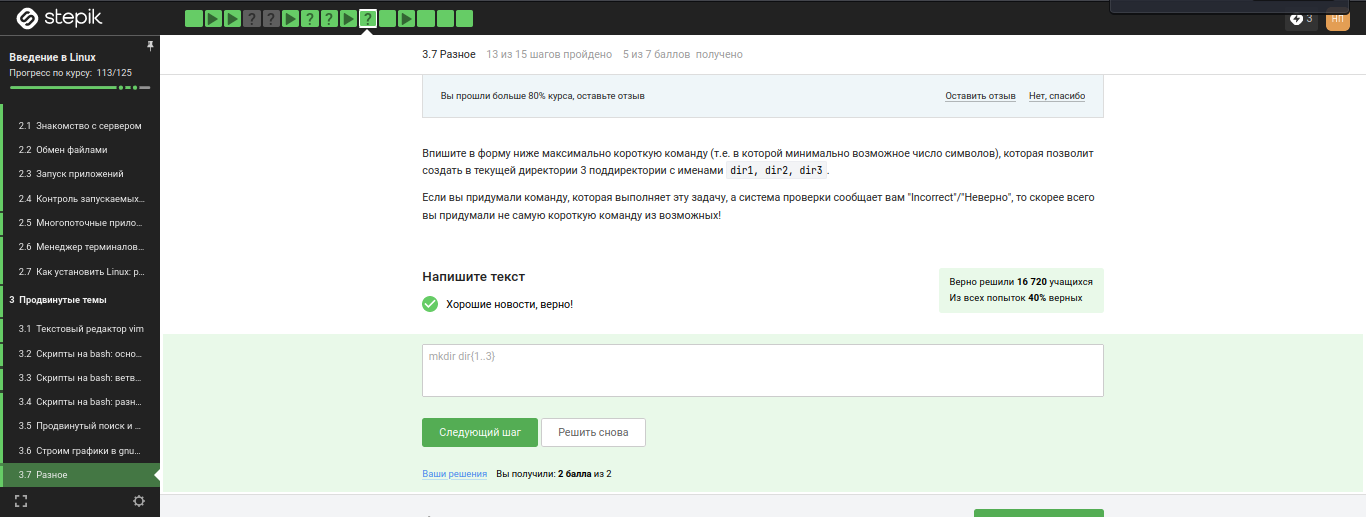 stepik
? ? ? ? ?
3
НП
Введение в Linux
Прогресс по курсу: 113/125
2.1 Знакомство с сервером
2.2 Обмен файлами
2.3 Запуск приложений
2.4 Контроль запускаемых...
2.5 Многопоточные прило...
2.6 Менеджер терминалов...
2.7 Как установить Linux: р...
3 Продвинутые темы
3.1 Текстовый редактор vim
3.2 Скрипты на bash: осно...
3.3 Скрипты на bash: ветв...
3.4 Скрипты на bash: разн...
3.5 Продвинутый поиск и ...
3.6 Строим графики в gnu...
3.7 Разное
3.7 Разное 13 из 15 шагов пройдено 5 из 7 баллов получено
Вы прошли больше 80% курса, оставьте отзыв Оставить отзыв Нет, спасибо
Впишите в форму ниже максимально короткую команду (т.е. в которой минимально возможное число символов), которая позволит
создать в текущей директории 3 поддиректории с именами dir1, dir2, dir3.
Если вы придумали команду, которая выполняет эту задачу, а система проверки сообщает вам "Incorrect"/"Неверно", то скорее всего
вы придумали не самую короткую команду из возможных!
Напишите текст
Хорошие новости, верно!
Верно решили 16 720 учащихся
Из всех попыток 40% верных
mkdir dir{1..3}
Следующий шаг Решить снова
Ваши решения Вы получили: 2 балла из 2